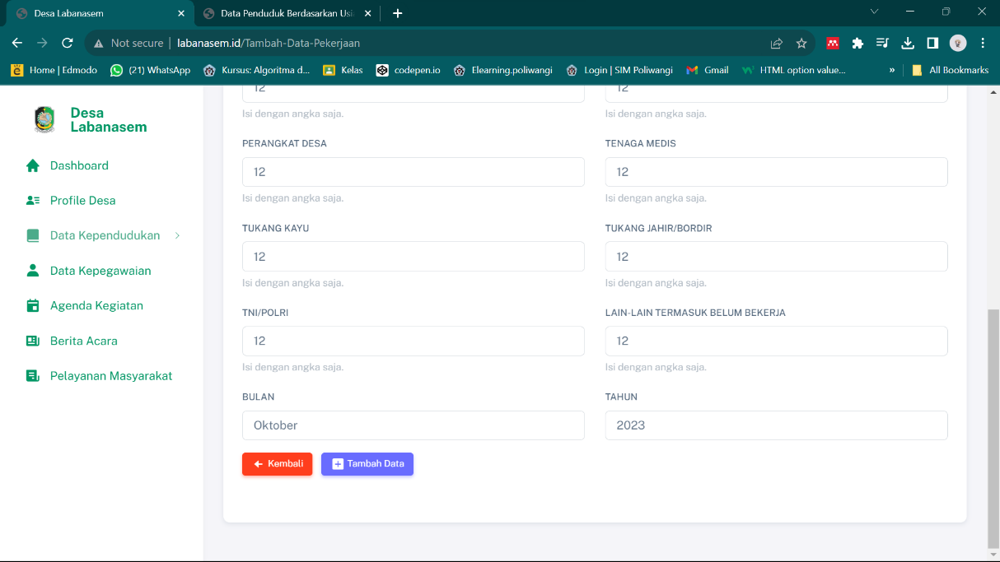 Desa Labanasem
Data Penduduk Berdasarkan Usi
Not secure
labanasem.id/Tambah-Data-Pekerjaan
Home | Edmodo
(21) WhatsApp
Kursus: Algoritma d...
Kelas
codepen.io
Elearning.poliwangi
Login | SIM Poliwangi
Gmail
HTML option value...
»
All Bookmarks
Desa
Labanasem
Dashboard
Profile Desa
Data Kependudukan
Data Kepegawaian
Agenda Kegiatan
Berita Acara
Pelayanan Masyarakat
12
12
Isi dengan angka saja.
Isi dengan angka saja.
PERANGKAT DESA
TENAGA MEDIS
12
12
Isi dengan angka saja.
Isi dengan angka saja.
TUKANG KAYU
TUKANG JAHIR/BORDIR
12
12
Isi dengan angka saja.
Isi dengan angka saja.
TNI/POLRI
LAIN-LAIN TERMASUK BELUM BEKERJA
12
12
Isi dengan angka saja.
Isi dengan angka saja.
BULAN
TAHUN
Oktober
2023
Kembali
Tambah Data